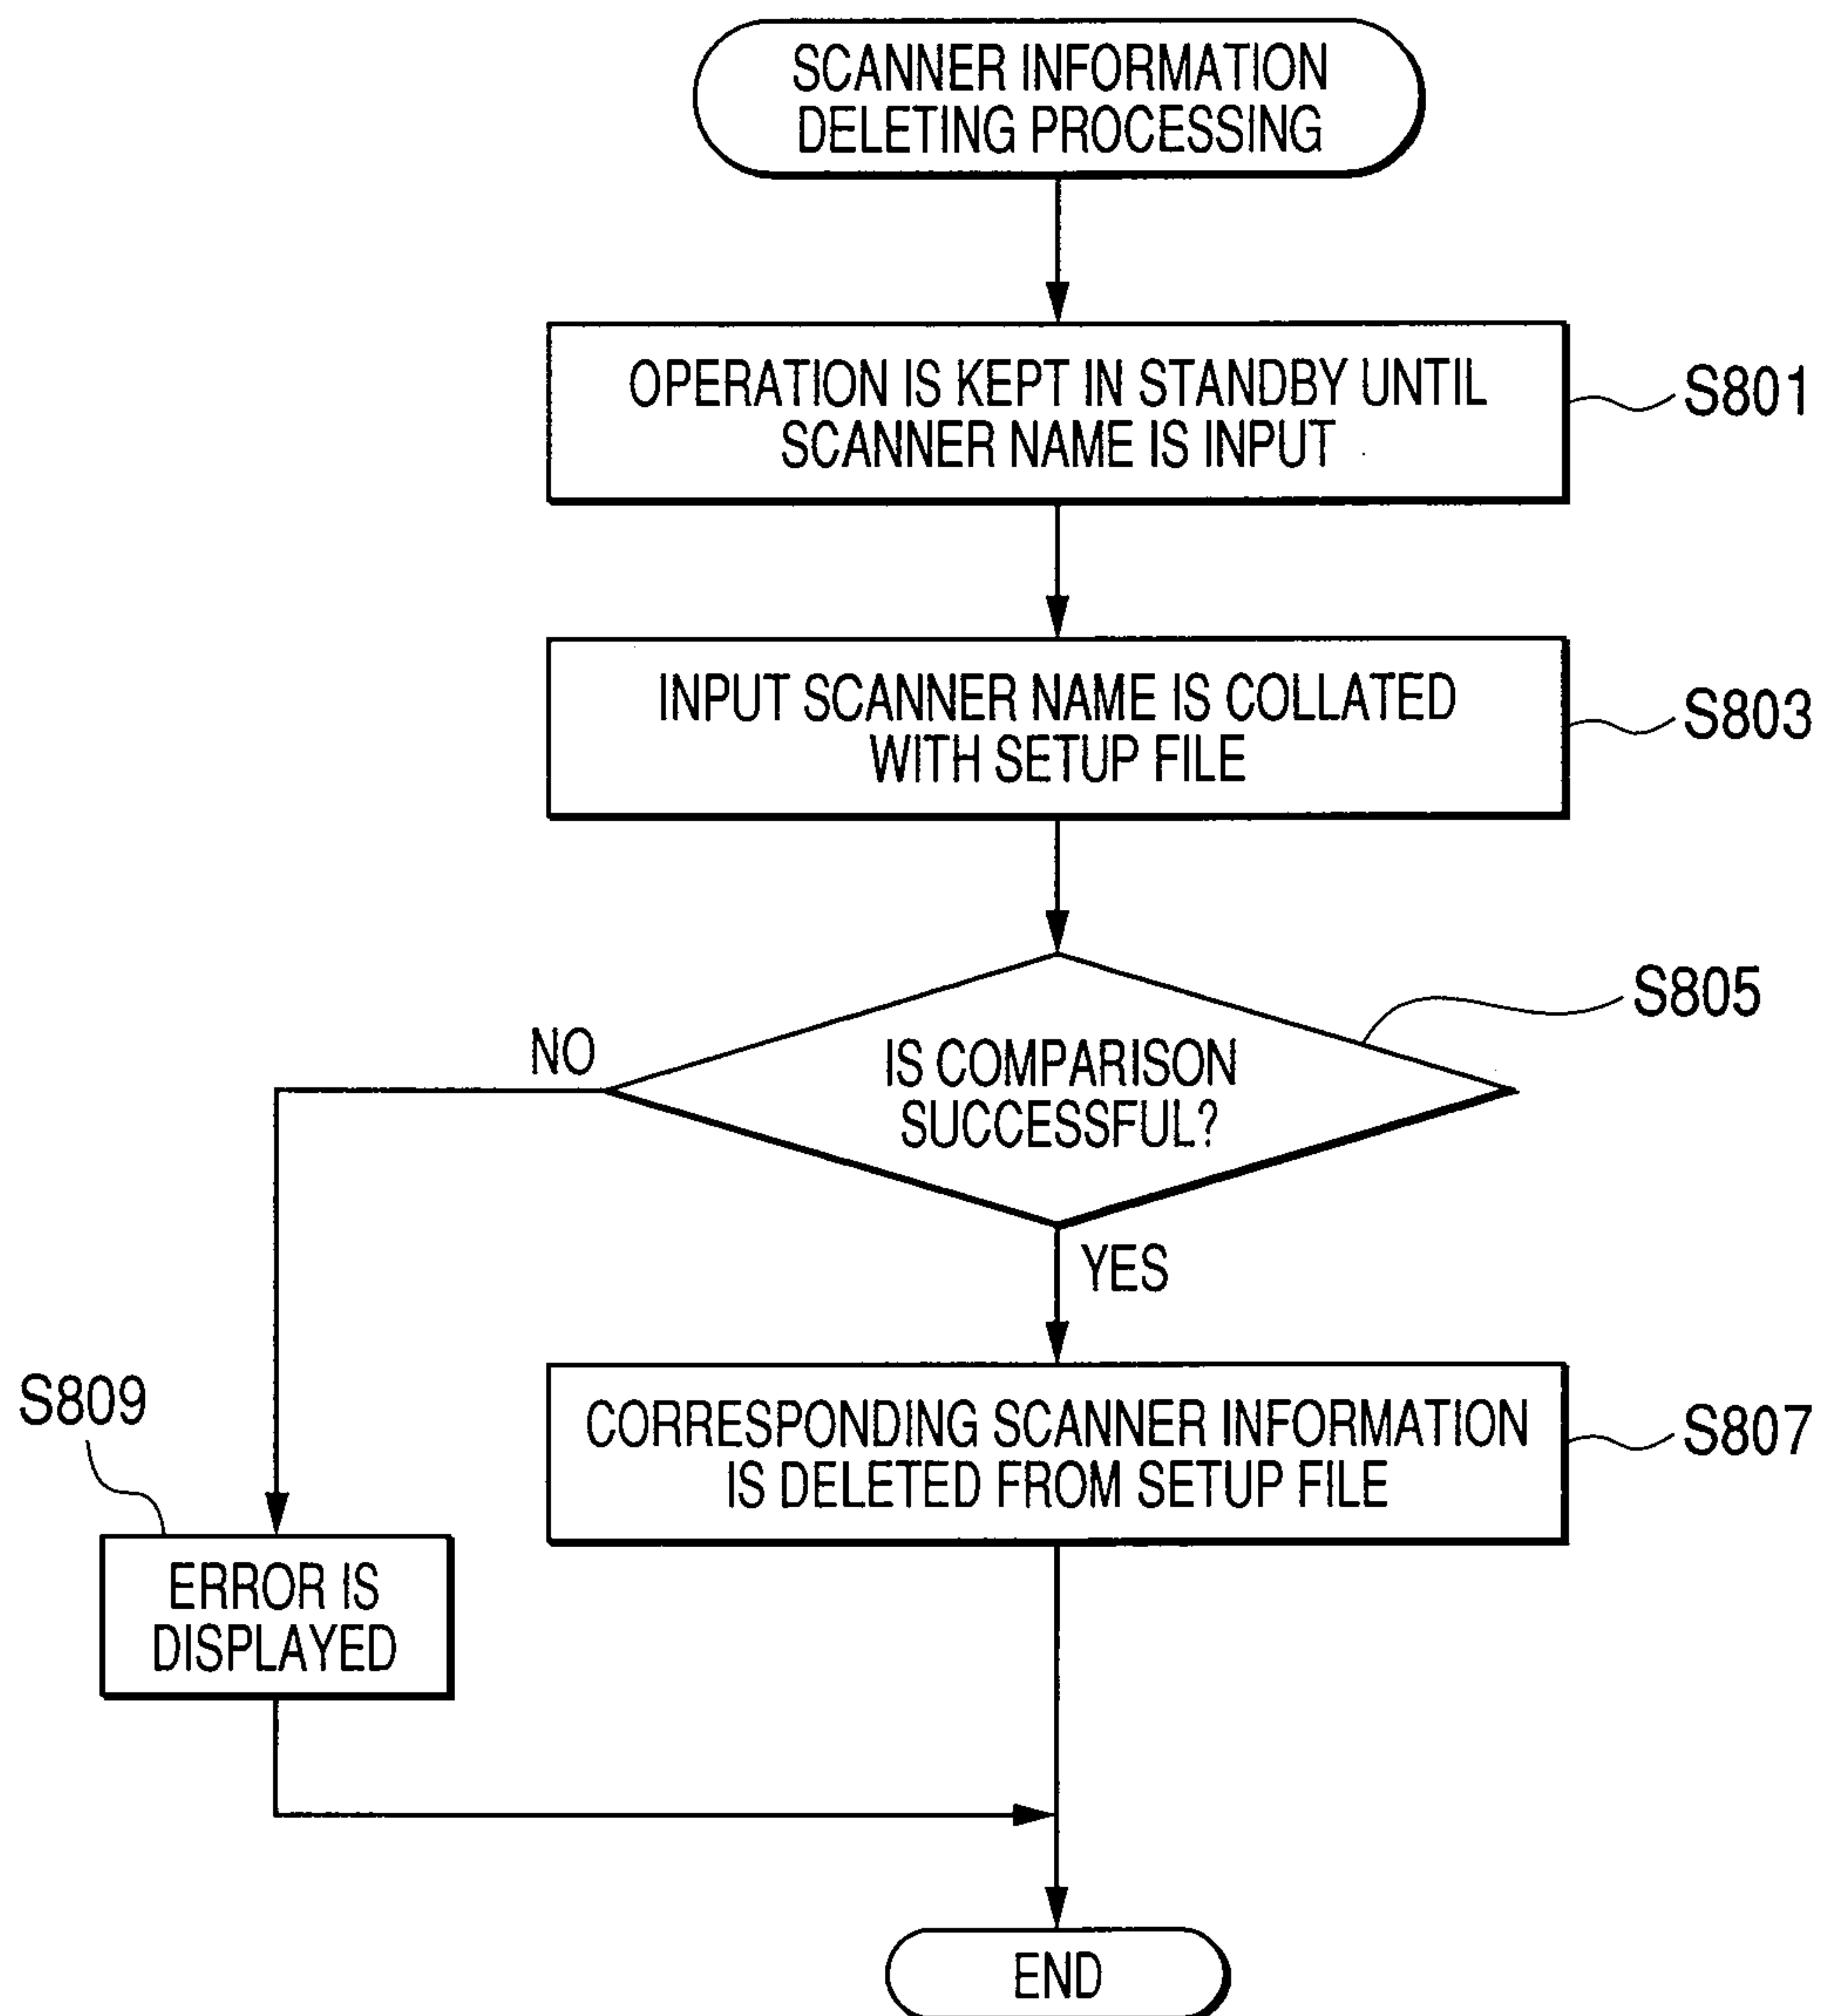 SCANNER INFORMATION
DELETING PROCESSING
OPERATION IS KEPT IN STANDBY UNTIL
SCANNER NAME IS INPUT
S801
INPUT SCANNER NAME IS COLLATED
WITH SETUP FILE
S803
IS COMPARISON
SUCCESSFUL?
S805
NO
YES
CORRESPONDING SCANNER INFORMATION
IS DELETED FROM SETUP FILE
S807
S809
ERROR IS
DISPLAYED
END